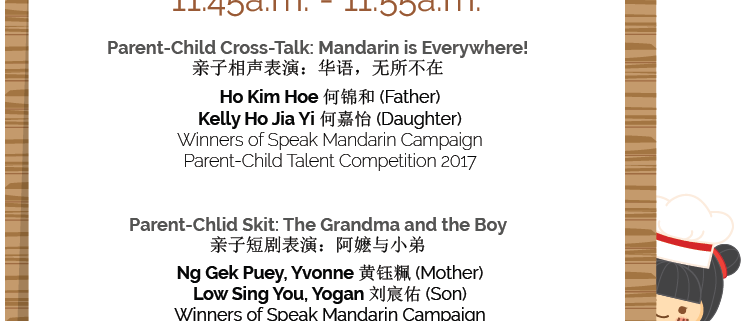 11.45a.m. - 11.55a.m.
Parent-Child Cross-Talk: Mandarin is Everywhere!
亲子相声表演：华语，无所不在
Ho Kim Hoe 何锦和 (Father)
Kelly Ho Jia Yi 何嘉怡 (Daughter)
Winners of Speak Mandarin Campaign
Parent-Child Talent Competition 2017
Parent-Chlid Skit: The Grandma and the Boy
亲子短剧表演：阿嬷与小弟
Ng Gek Puey, Yvonne 黄钰珮 (Mother)
Low Sing You, Yogan 刘宸佑 (Son)
Winners of Speak Mandarin Campaign